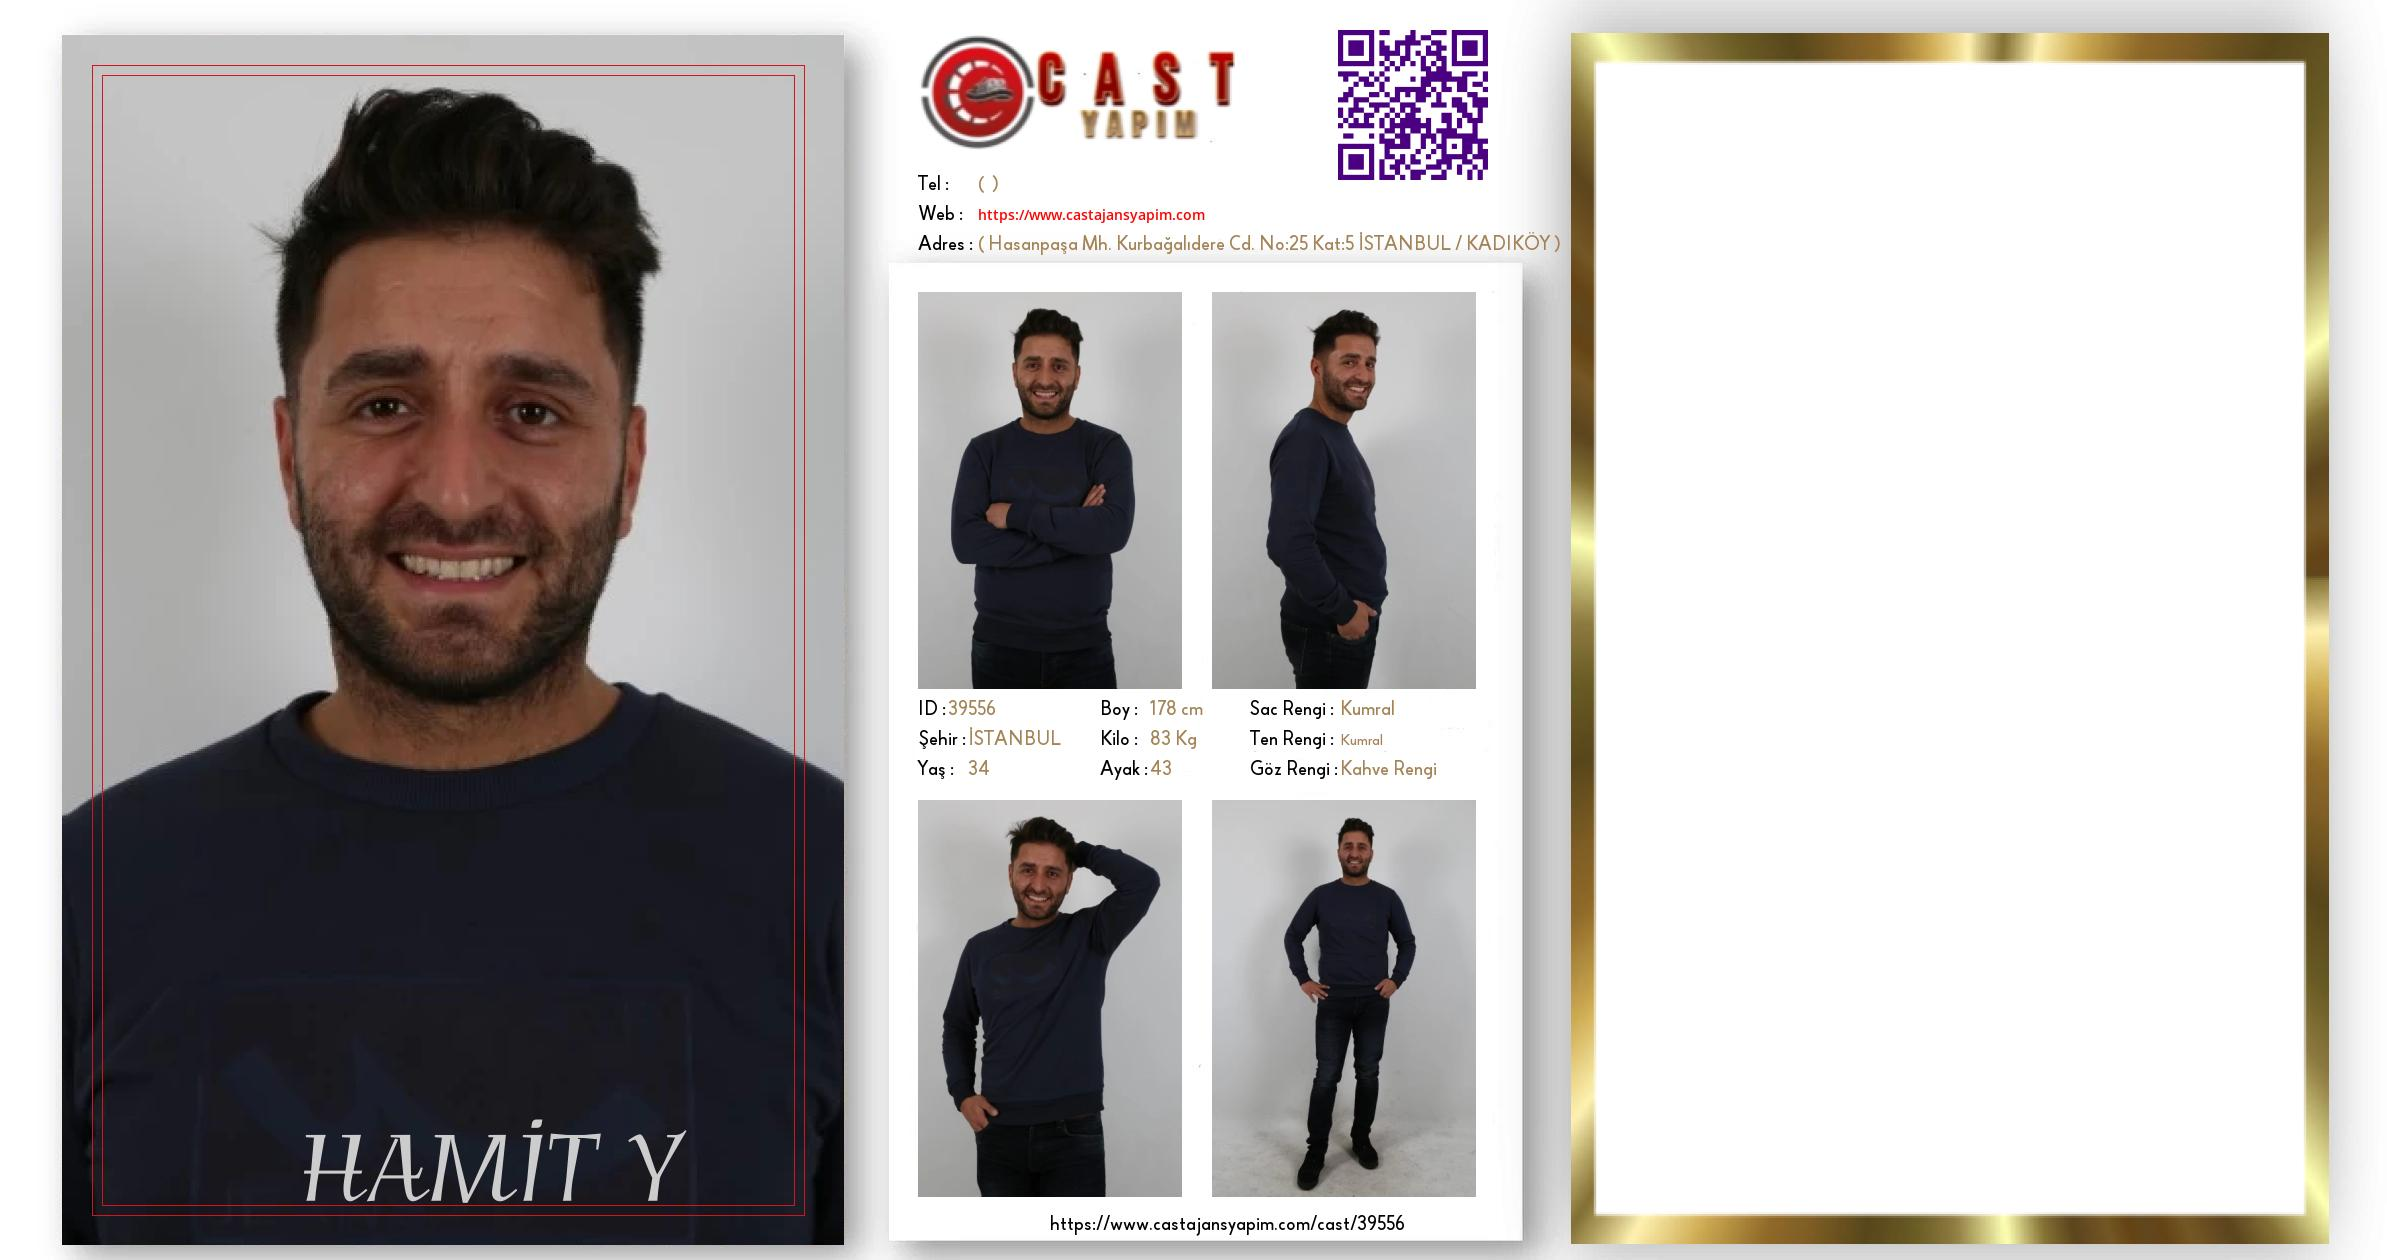 HAMİT Y
CAST
YAPIM
Tel : ( )
Web : https://www.castajansyapim.com
Adres : ( Hasanpaşa Mh. Kurbağalıdere Cd. No:25 Kat:5 İSTANBUL / KADIKÖY )
ID : 39556 Boy : 178 cm Sac Rengi : Kumral
Şehir : İSTANBUL Kilo : 83 Kg Ten Rengi : Kumral
Yaş : 34 Ayak : 43 Göz Rengi : Kahve Rengi
https://www.castajansyapim.com/cast/39556